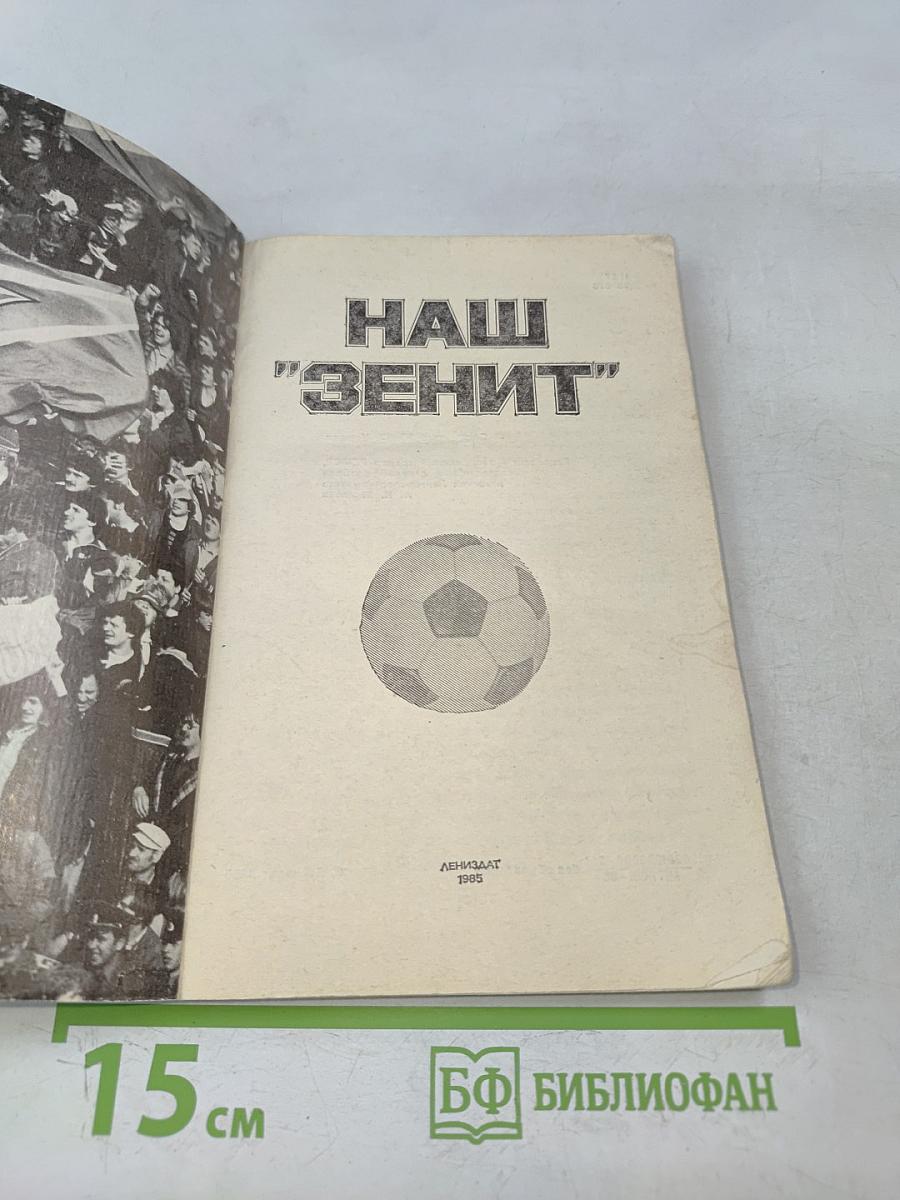 НАШ
"ЗЕНИТ"
ЛЕНИЗДАТ
1985
15 см
БФ БИБЛИОФАН